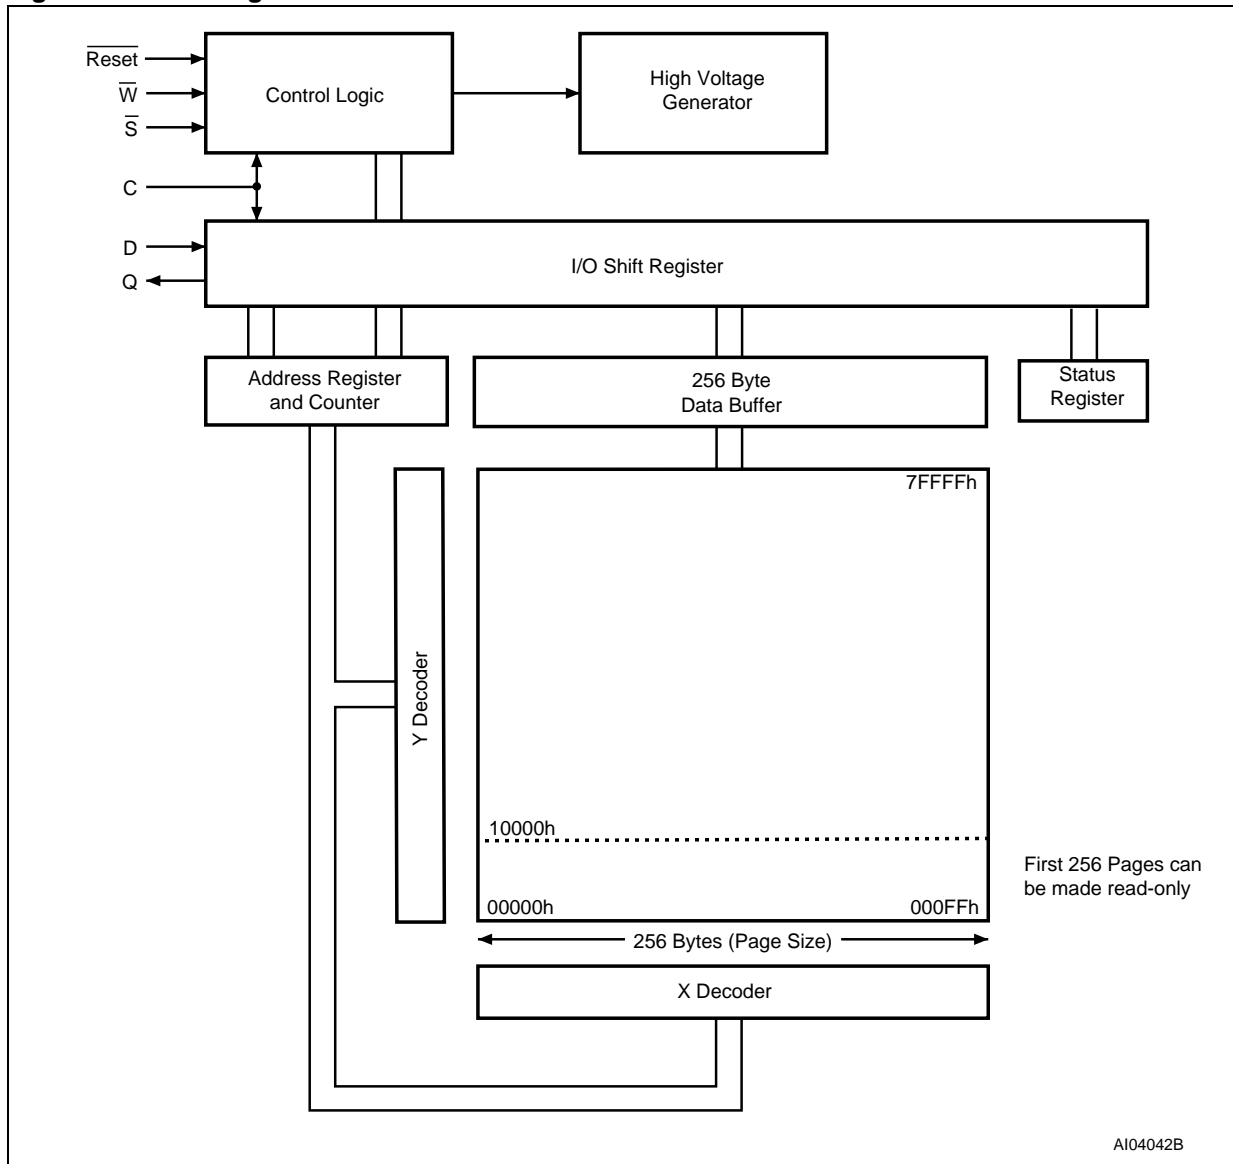 Reset
W
S
C
D
Q
Control Logic
High Voltage
Generator
I/O Shift Register
Address Register
and Counter
256 Byte
Data Buffer
Status
Register
7FFFFh
Y Decoder
10000h
First 256 Pages can
be made read-only
00000h
000FFh
256 Bytes (Page Size)
X Decoder
AI04042B